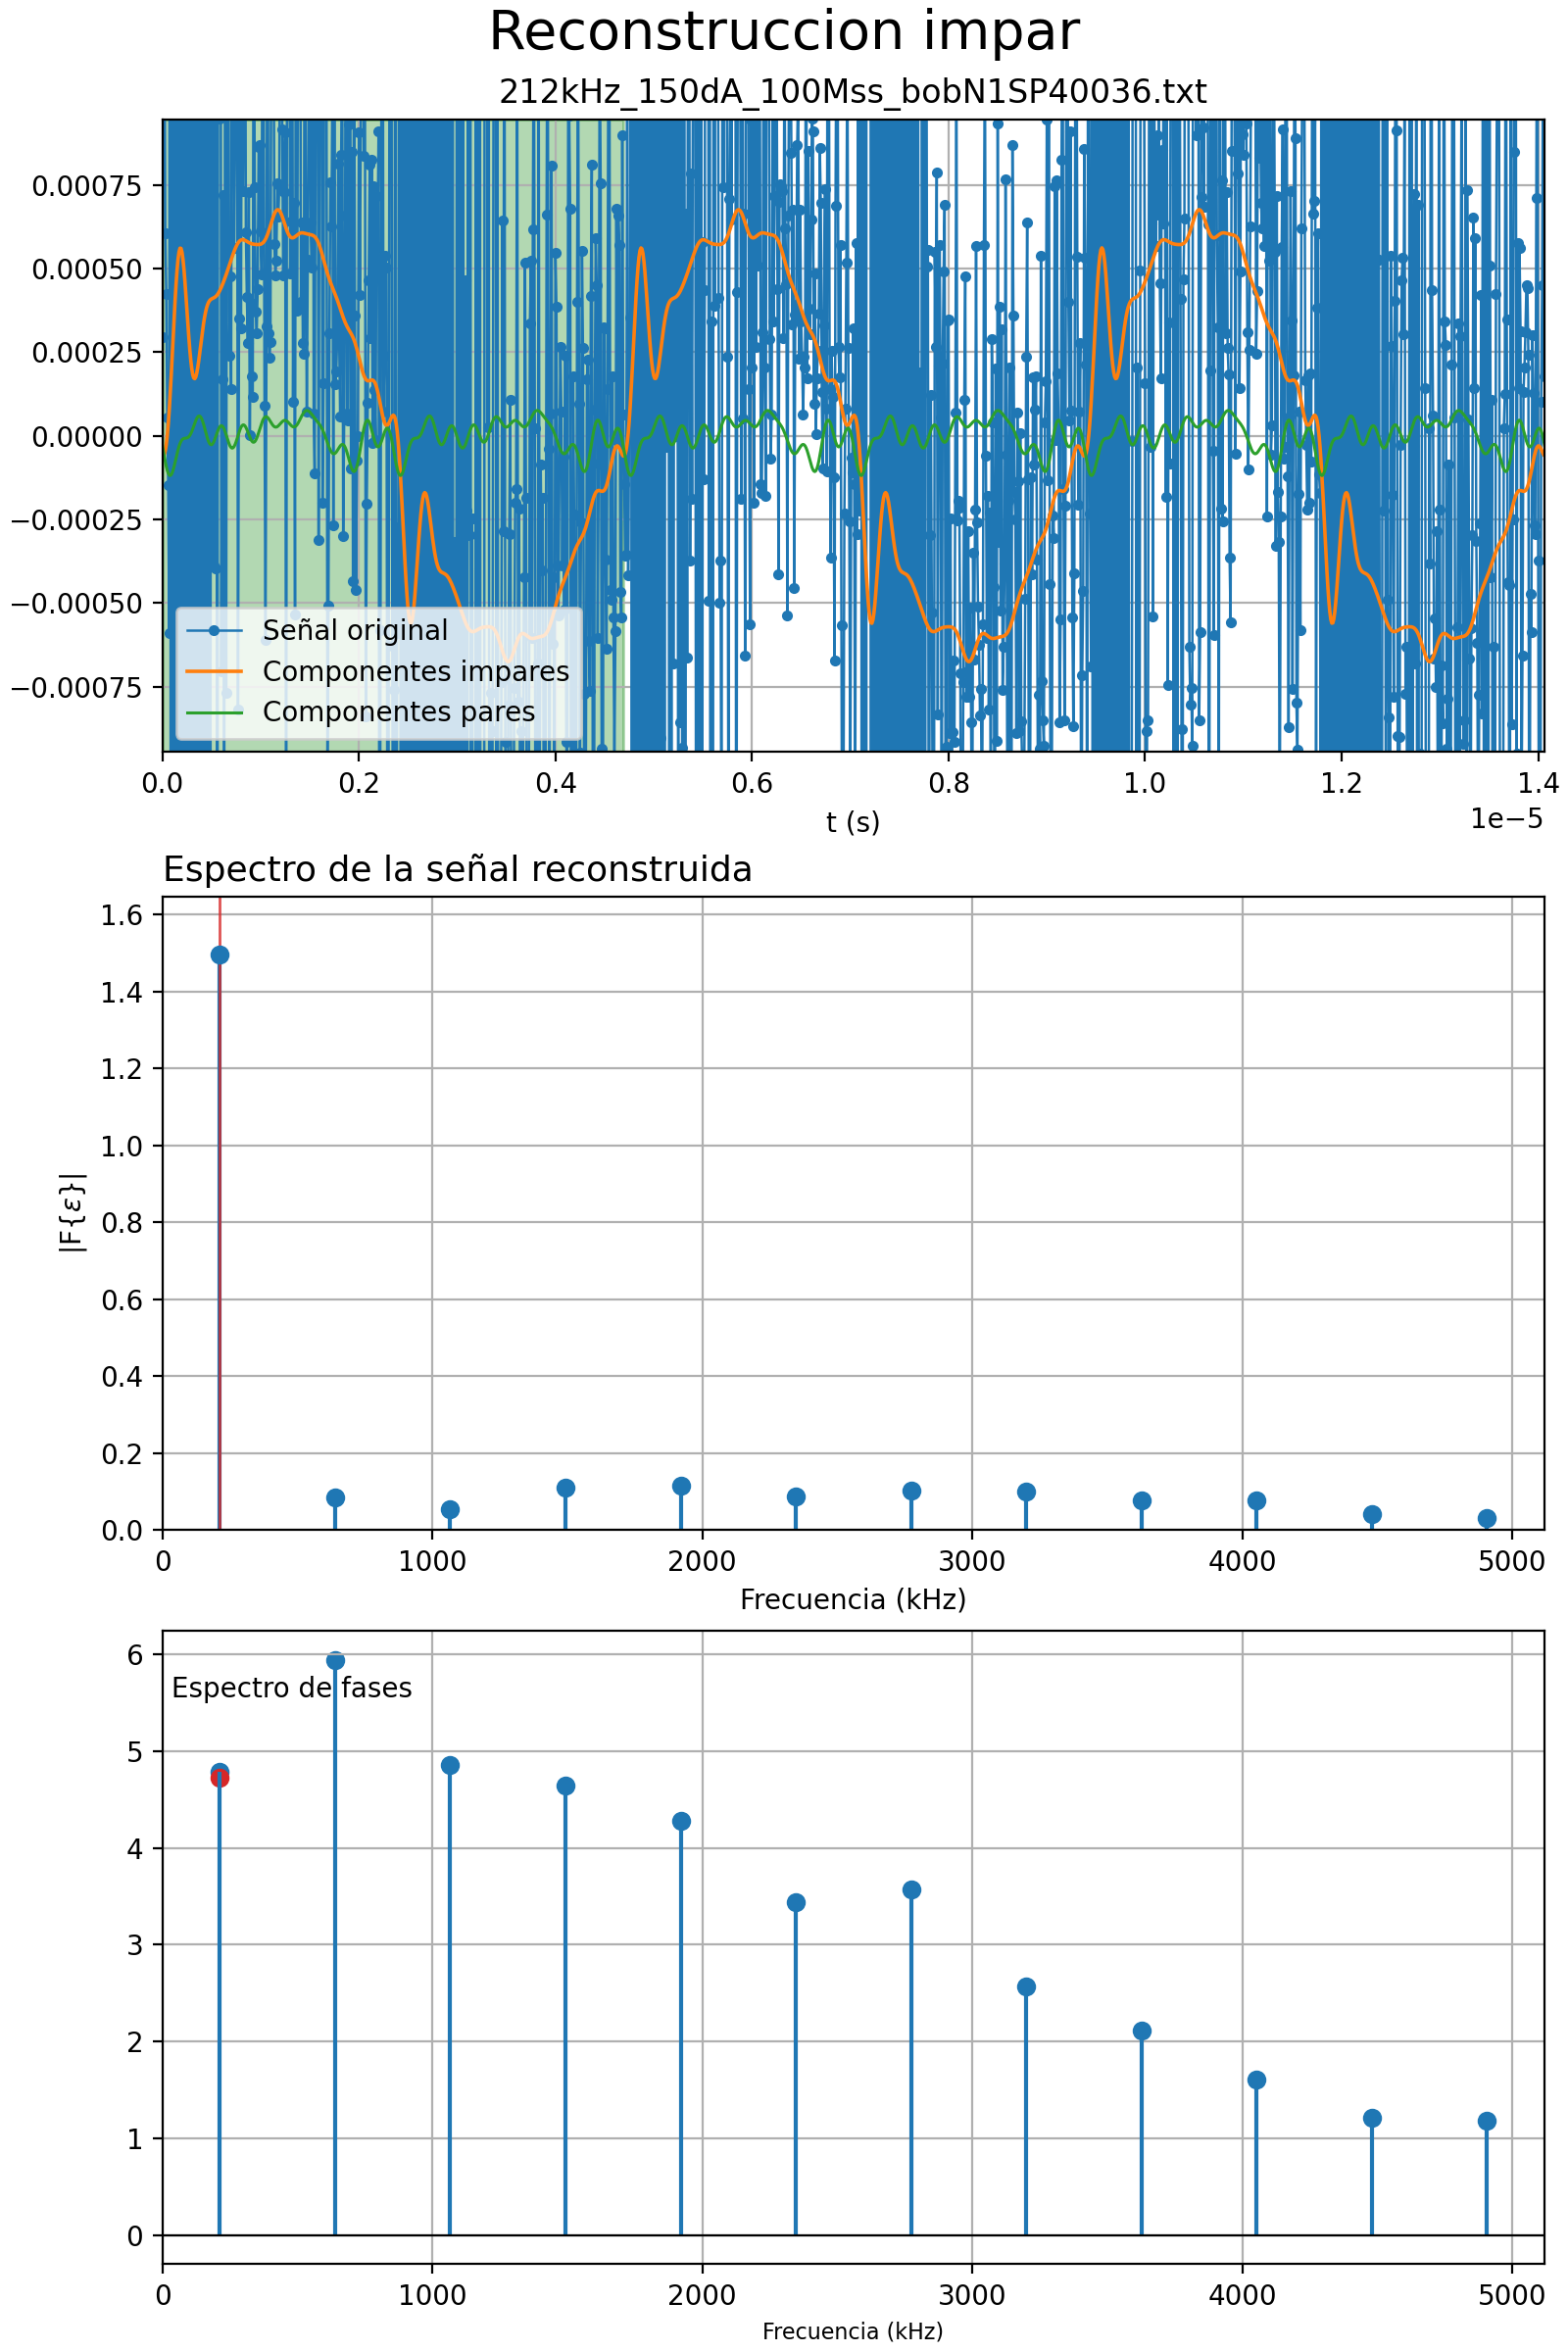 Reconstruccion impar
212kHz_150dA_100Mss_bobN1SP40036.txt
0.00075
0.00050
0.00025
0.00000
−0.00025
−0.00050
−0.00075
Señal original
Componentes impares
Componentes pares
0.0 0.2 0.4 0.6 0.8 1.0 1.2 1.4
1e−5
t (s)
Espectro de la señal reconstruida
1.6
1.4
1.2
1.0
0.8
0.6
0.4
0.2
0.0
|F{ε}|
0 1000 2000 3000 4000 5000
Frecuencia (kHz)
6
5
4
3
2
1
0
Espectro de fases
0 1000 2000 3000 4000 5000
Frecuencia (kHz)